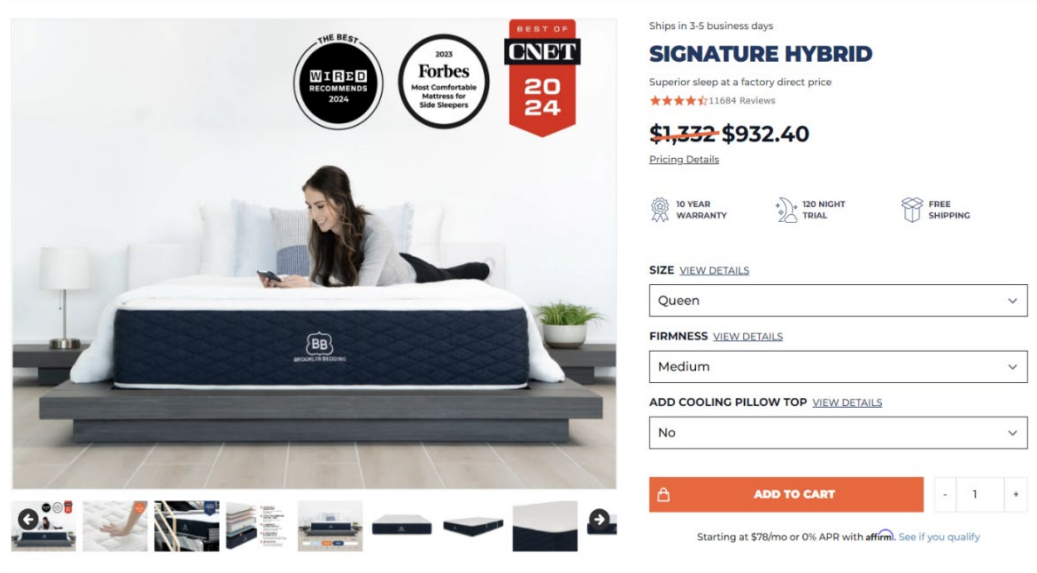 THE BEST
WIRED
RECOMMENDS
2024
2023
Forbes
Most Comfortable
Mattress for
Side Sleepers
BEST OF
CNET
20
24
BB
BROOKLYN BEDDING
Ships in 3-5 business days
SIGNATURE HYBRID
Superior sleep at a factory direct price
11684 Reviews
$1,332 $932.40
Pricing Details
10 YEAR
WARRANTY
120 NIGHT
TRIAL
FREE
SHIPPING
SIZE VIEW DETAILS
Queen
FIRMNESS VIEW DETAILS
Medium
ADD COOLING PILLOW TOP VIEW DETAILS
No
ADD TO CART
- 1 +
Starting at $78/mo or 0% APR with affirm. See if you qualify